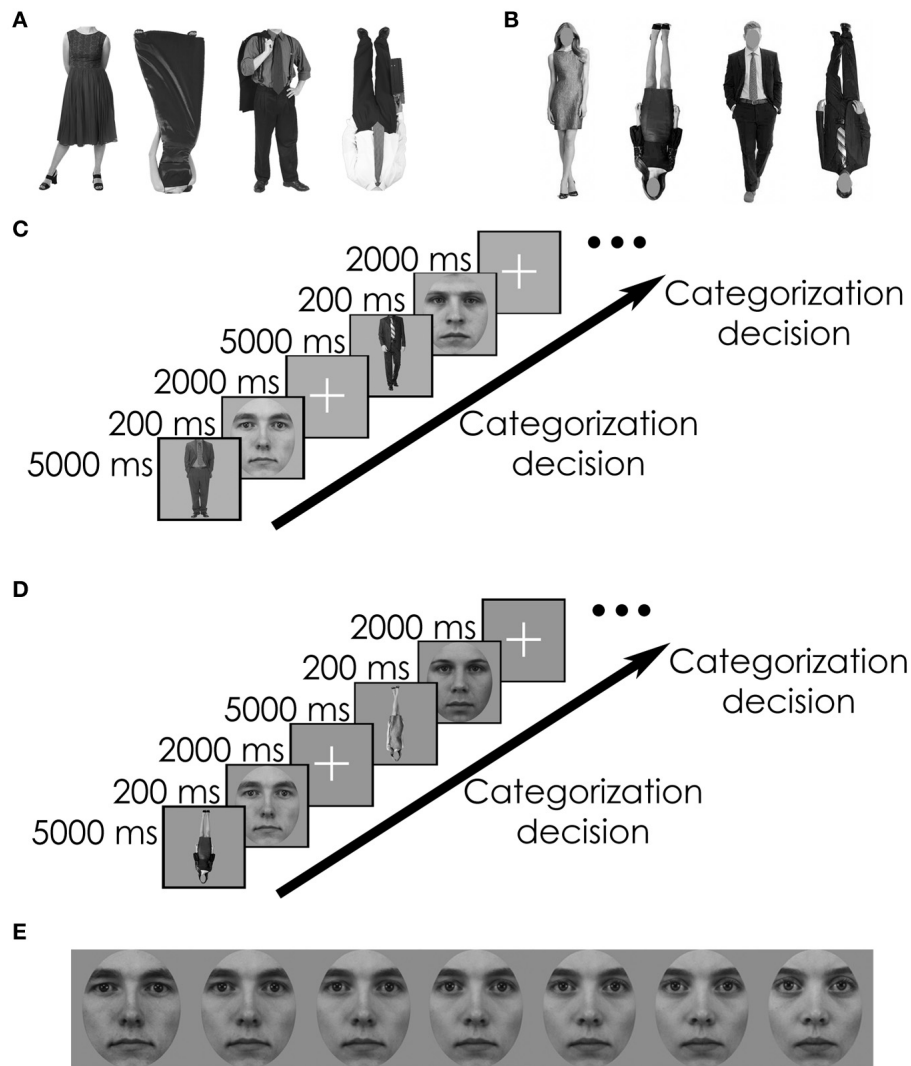 A
B
C
2000 ms
200 ms
5000 ms
2000 ms
200 ms
5000 ms
Categorization
decision
Categorization
decision
D
2000 ms
200 ms
5000 ms
2000 ms
200 ms
5000 ms
Categorization
decision
Categorization
decision
E